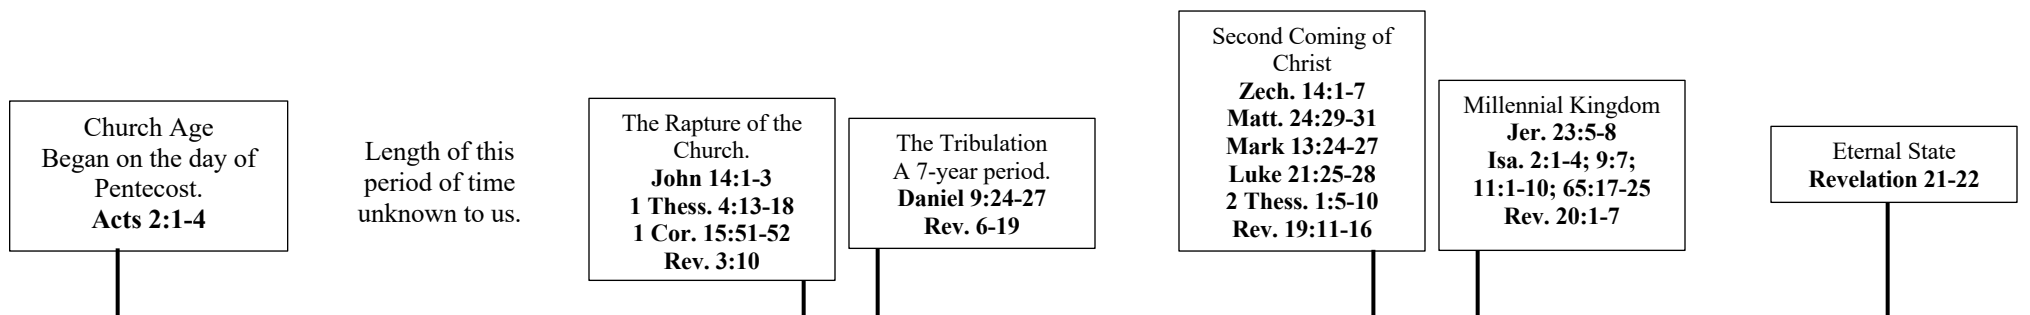 Church Age
Began on the day of
Pentecost.
Acts 2:1-4
Length of this
period of time
unknown to us.
The Rapture of the
Church.
John 14:1-3
1 Thess. 4:13-18
1 Cor. 15:51-52
Rev. 3:10
The Tribulation
A 7-year period.
Daniel 9:24-27
Rev. 6-19
Second Coming of
Christ
Zech. 14:1-7
Matt. 24:29-31
Mark 13:24-27
Luke 21:25-28
2 Thess. 1:5-10
Rev. 19:11-16
Millennial Kingdom
Jer. 23:5-8
Isa. 2:1-4; 9:7;
11:1-10; 65:17-25
Rev. 20:1-7
Eternal State
Revelation 21-22